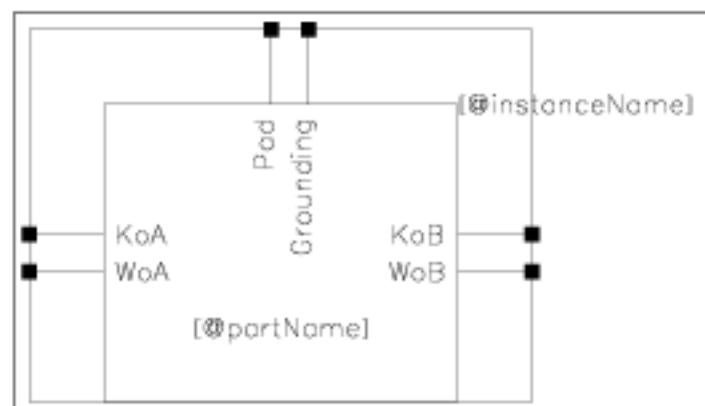 [@instanceName]
Pad
Grounding
KoA
KoB
WoA
WoB
[@partName]